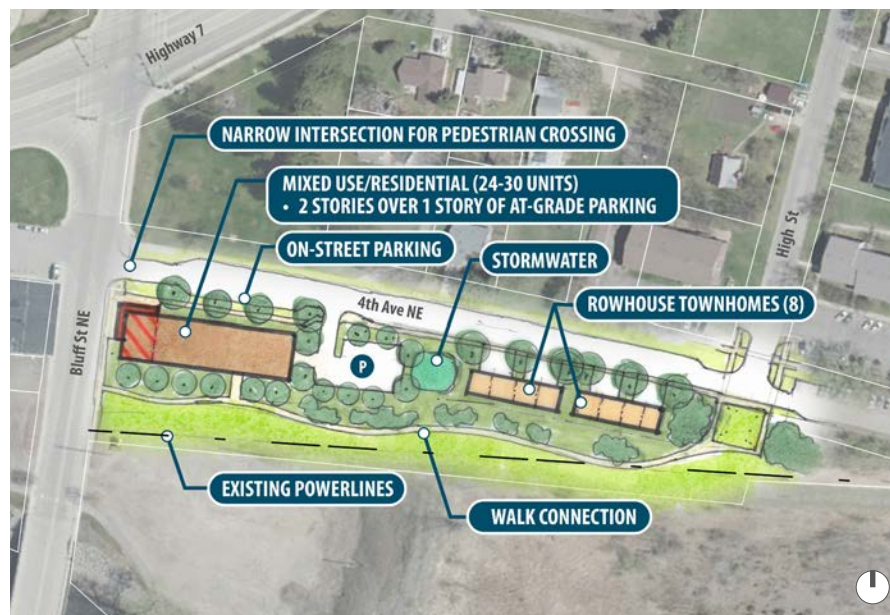 Highway 7
NARROW INTERSECTION FOR PEDESTRIAN CROSSING
MIXED USE/RESIDENTIAL (24-30 UNITS)
• 2 STORIES OVER 1 STORY OF AT-GRADE PARKING
ON-STREET PARKING
STORMWATER
High St
4th Ave NE
ROWHOUSE TOWNHOMES (8)
Bluff St NE
P
EXISTING POWERLINES
WALK CONNECTION